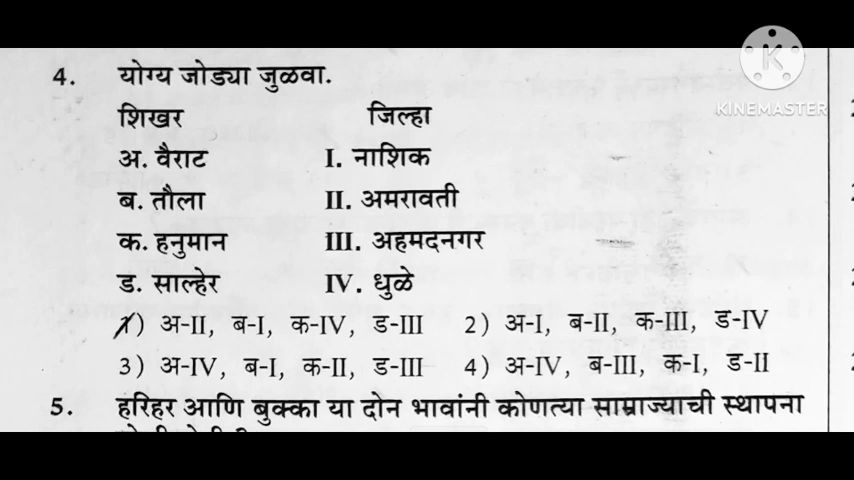 K
KINEMASTER
4. योग्य जोड्या जुळवा.
शिखर जिल्हा
अ. वैराट I. नाशिक
ब. तौला II. अमरावती
क. हनुमान III. अहमदनगर
ड. साल्हेर IV. धुळे
1) अ-II, ब-I, क-IV, ड-III 2) अ-I, ब-II, क-III, ड-IV
3) अ-IV, ब-I, क-II, ड-III 4) अ-IV, ब-III, क-I, ड-II
5. हरिहर आणि बुक्का या दोन भावांनी कोणत्या साम्राज्याची स्थापना